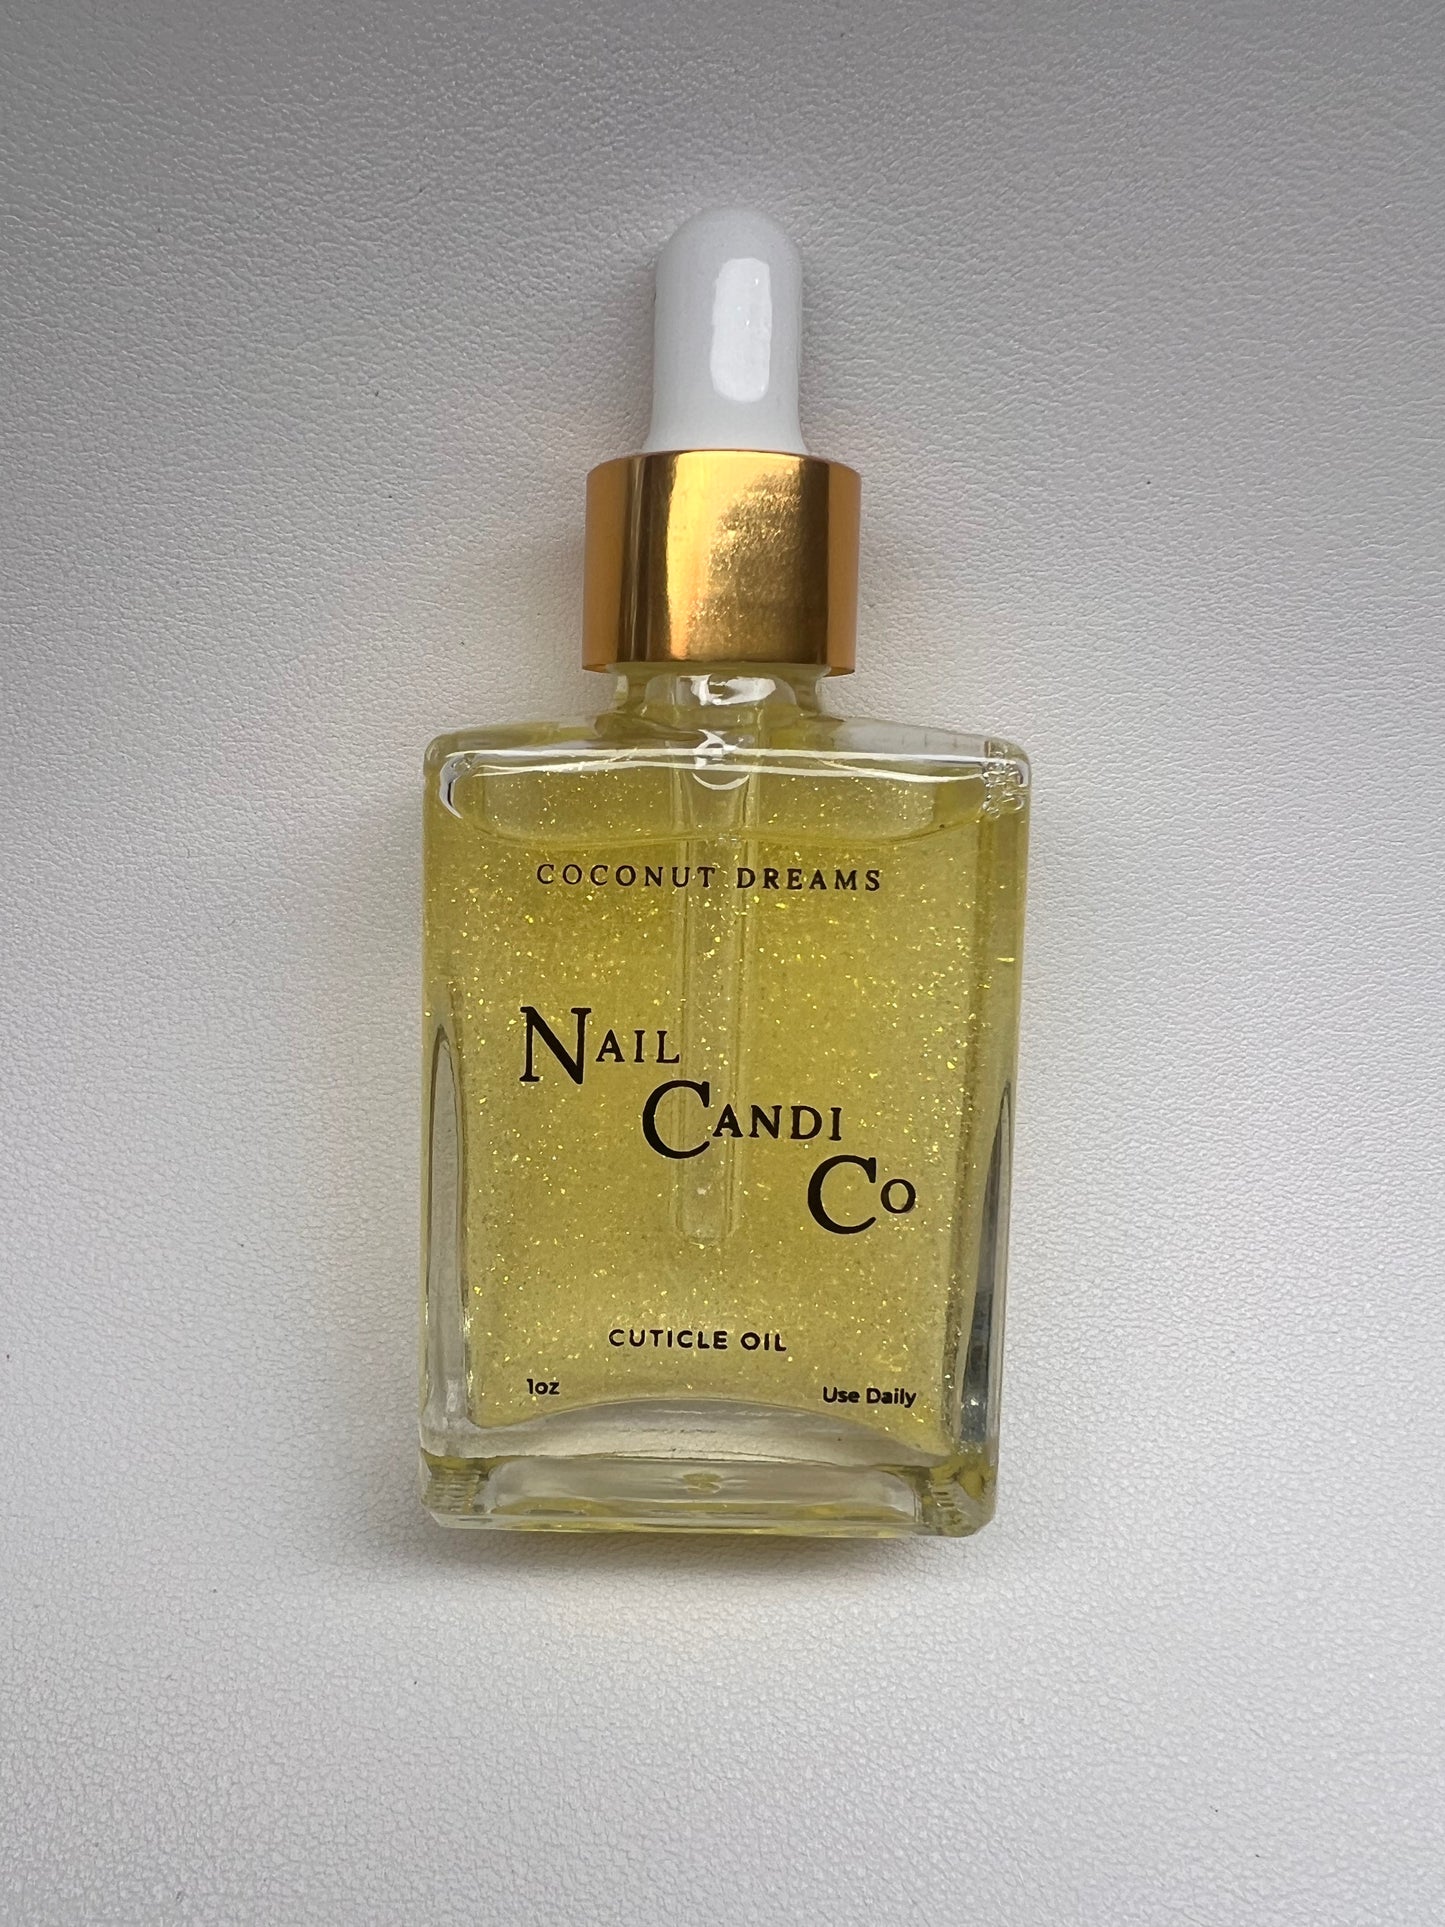 COCONUT DREAMS
NAIL
CANDI
CO
CUTICLE OIL
1oz Use Daily